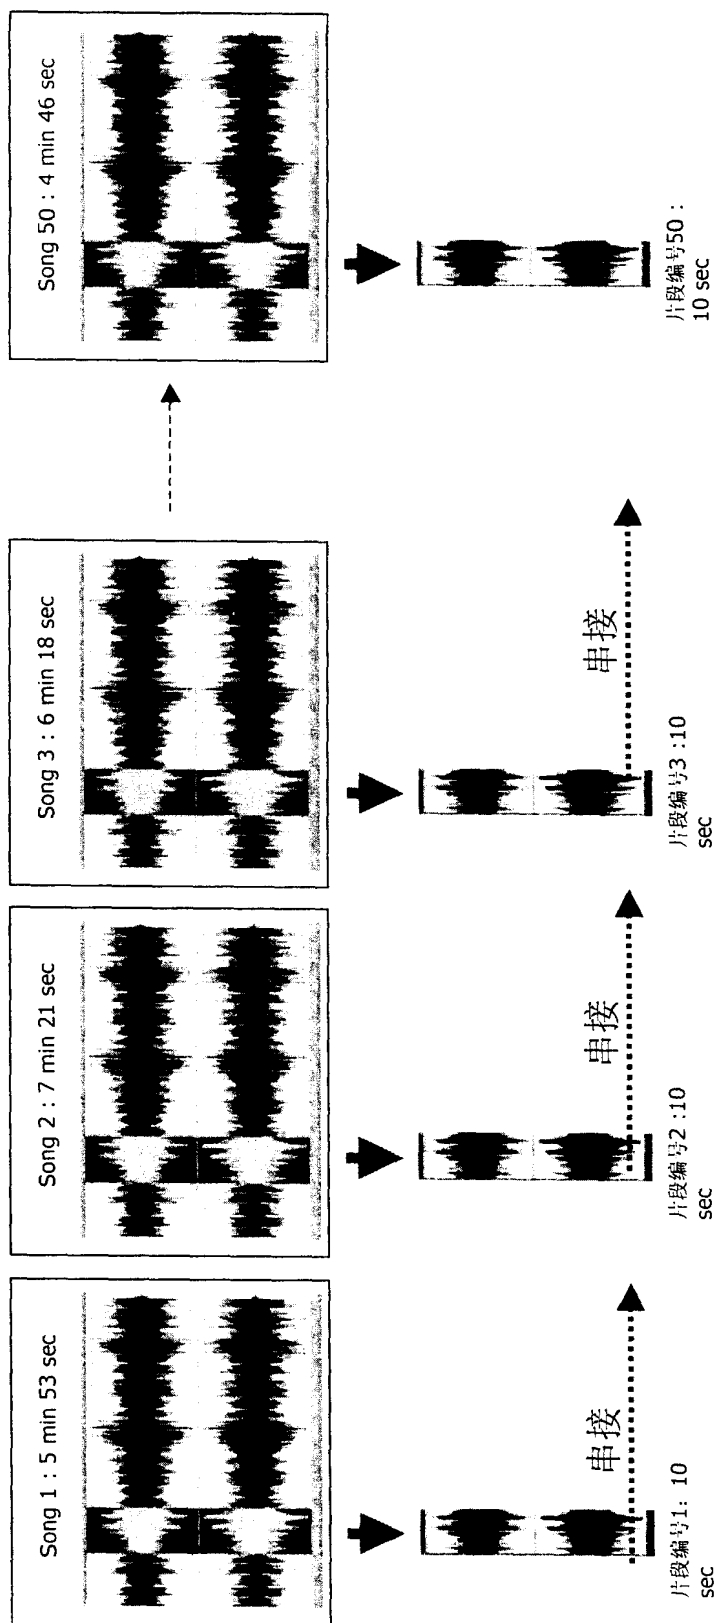 Song 1 : 5 min 53 sec
Song 2 : 7 min 21 sec
Song 3 : 6 min 18 sec
Song 50 : 4 min 46 sec
串接
串接
串接
片段编号1: 10
sec
片段编号2 :10
sec
片段编号3 :10
sec
片段编号50 :
10 sec